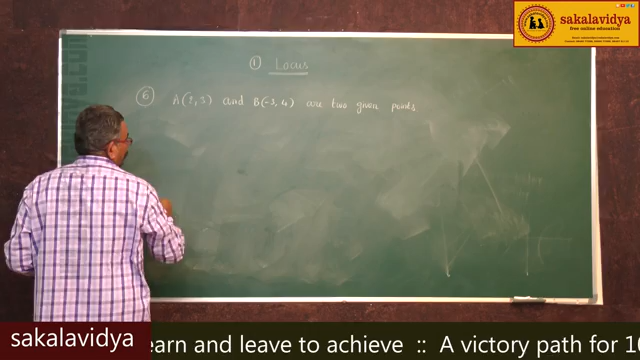 sakalavidya
free online education
① Locus
⑥ A(2,3) and B(-3,4) are two given points.
sakalavidya
earn and leave to achieve :: A victory path for 10